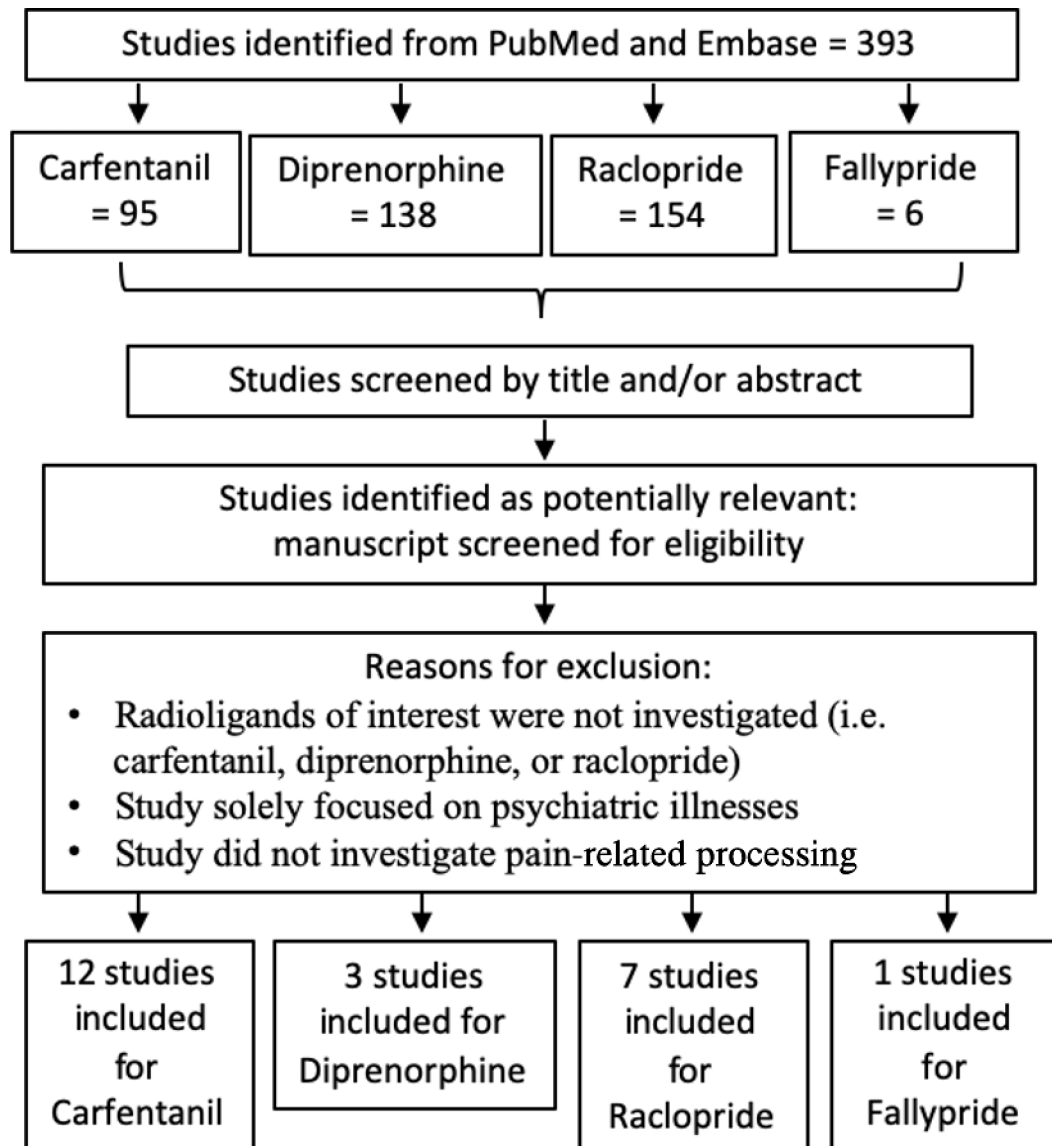 Studies identified from PubMed and Embase = 393
Carfentanil
= 95
Diprenorphine
= 138
Raclopride
= 154
Fallypride
= 6
Studies screened by title and/or abstract
Studies identified as potentially relevant:
manuscript screened for eligibility
Reasons for exclusion:
• Radioligands of interest were not investigated (i.e.
carfentanil, diprenorphine, or raclopride)
• Study solely focused on psychiatric illnesses
• Study did not investigate pain-related processing
12 studies
included
for
Carfentanil
3 studies
included for
Diprenorphine
7 studies
included
for
Raclopride
1 studies
included
for
Fallypride